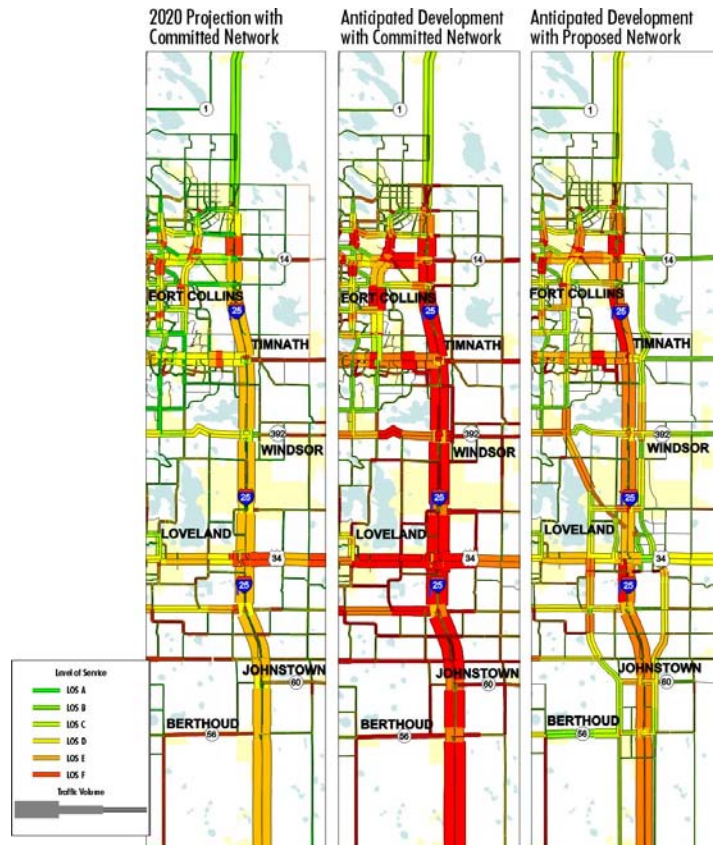 2020 Projection with
Committed Network
Anticipated Development
with Committed Network
Anticipated Development
with Proposed Network
1
14
FORT COLLINS
25
TIMNATH
392
WINDSOR
25
LOVELAND
34
25
JOHNSTOWN
60
BERTHOUD
56
1
14
FORT COLLINS
25
TIMNATH
392
WINDSOR
25
LOVELAND
34
25
JOHNSTOWN
60
BERTHOUD
56
1
14
FORT COLLINS
25
TIMNATH
392
WINDSOR
25
LOVELAND
34
25
JOHNSTOWN
60
BERTHOUD
56
Level of Service
LOS A
LOS B
LOS C
LOS D
LOS E
LOS F
Traffic Volume